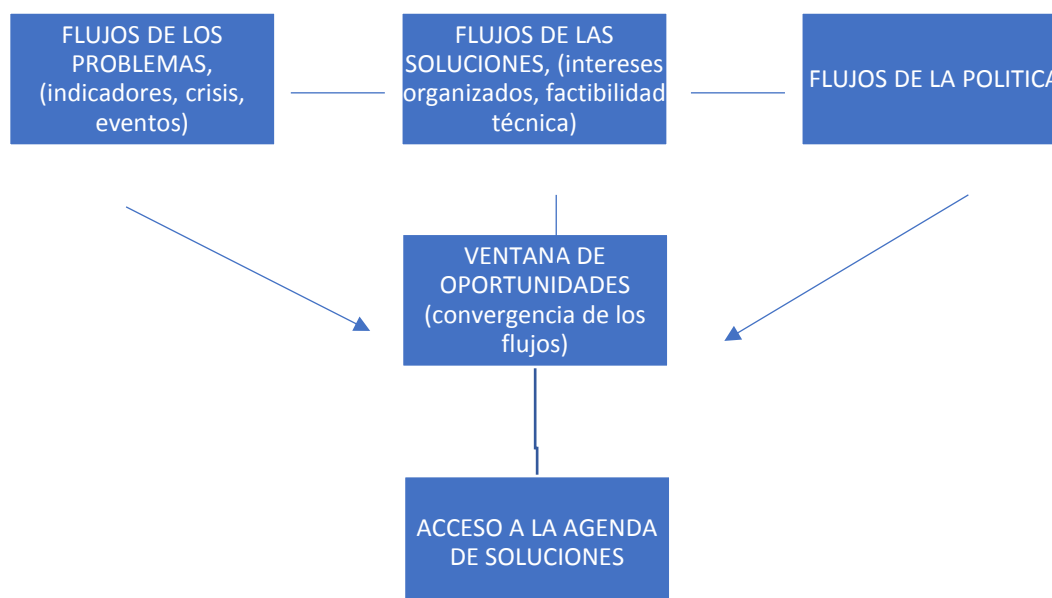 FLUJOS DE LOS
PROBLEMAS,
(indicadores, crisis,
eventos)
FLUJOS DE LAS
SOLUCIONES, (intereses
organizados, factibilidad
técnica)
FLUJOS DE LA POLITICA
VENTANA DE
OPORTUNIDADES
(convergencia de los
flujos)
ACCESO A LA AGENDA
DE SOLUCIONES